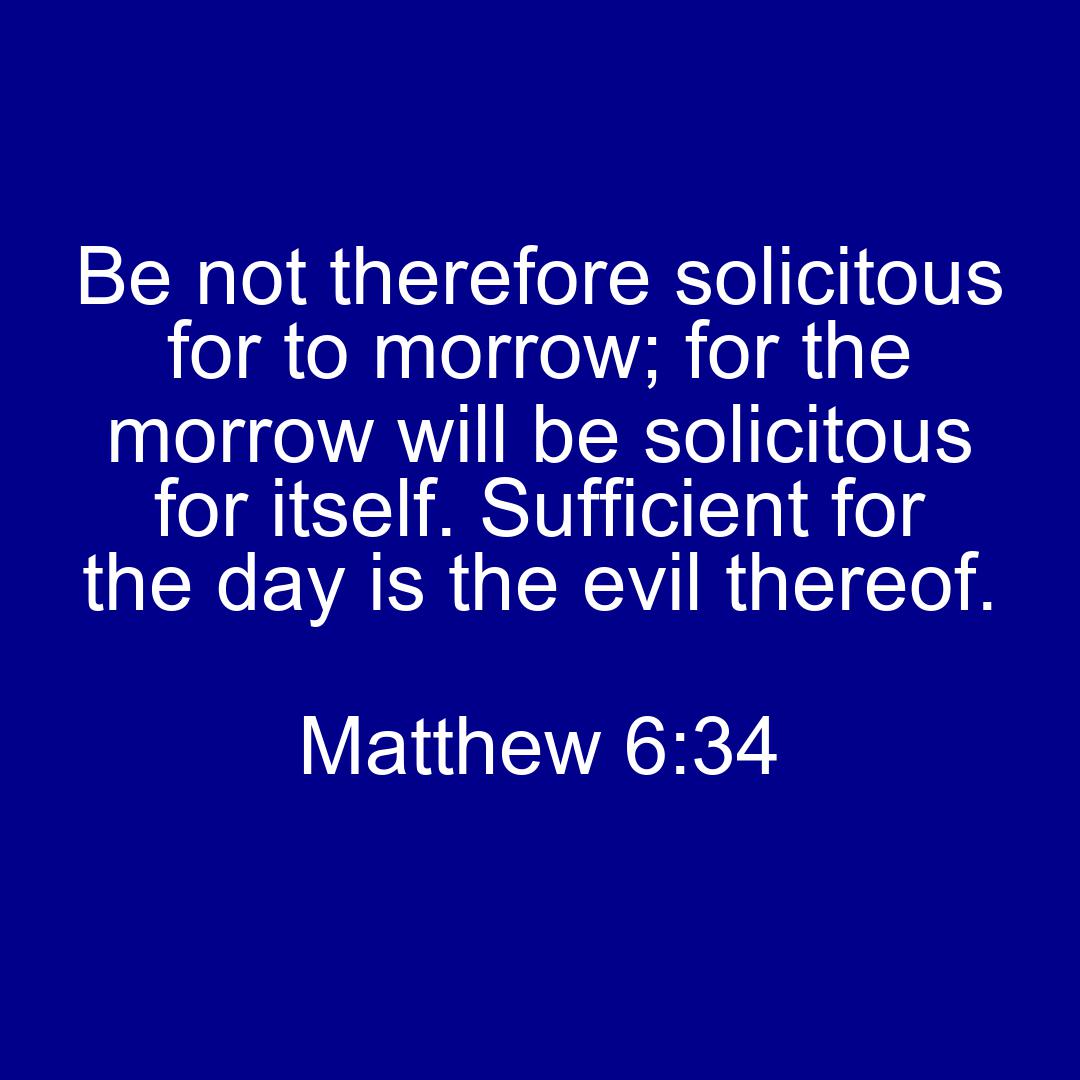 Be not therefore solicitous
for to morrow; for the
morrow will be solicitous
for itself. Sufficient for
the day is the evil thereof.
Matthew 6:34